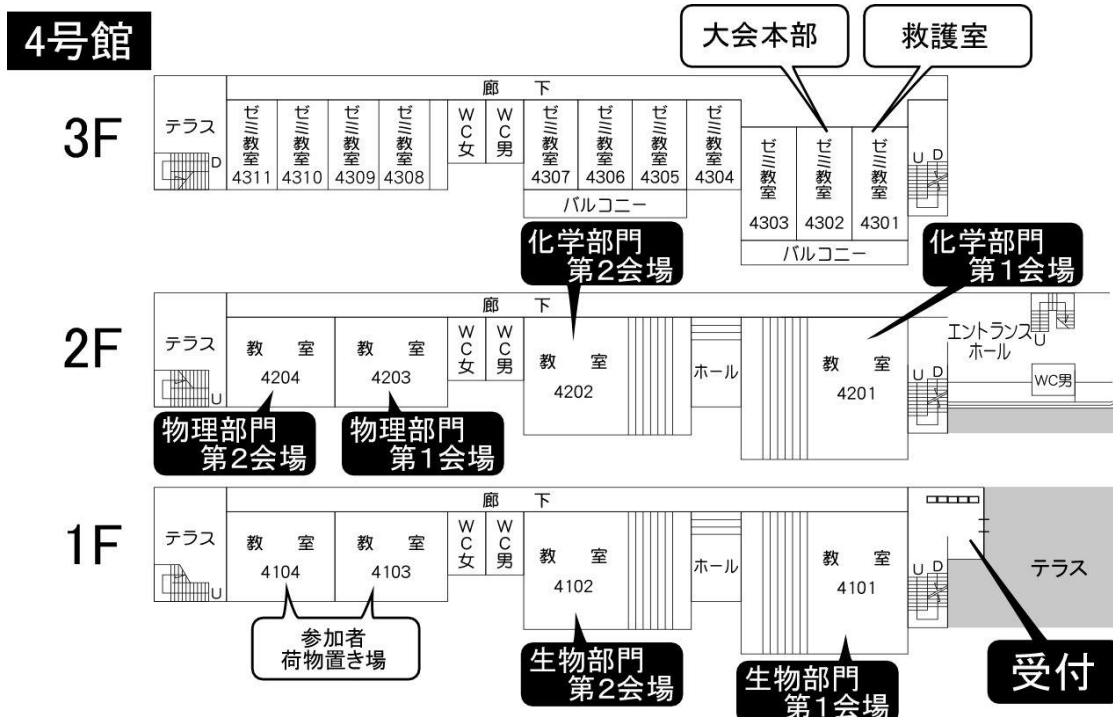 4号館
大会本部
救護室
3F
廊 下
テラス
ゼミ教室
4311
ゼミ教室
4310
ゼミ教室
4309
ゼミ教室
4308
WC女
WC男
ゼミ教室
4307
ゼミ教室
4306
ゼミ教室
4305
ゼミ教室
4304
ゼミ教室
4303
ゼミ教室
4302
ゼミ教室
4301
U D
D
バルコニー
バルコニー
化学部門
第2会場
化学部門
第1会場
2F
廊 下
テラス
教 室
4204
教 室
4203
WC女
WC男
教 室
4202
ホール
教 室
4201
U D
エントランス
ホール
U
WC男
U
物理部門
第2会場
物理部門
第1会場
1F
廊 下
テラス
教 室
4104
教 室
4103
WC女
WC男
教 室
4102
ホール
教 室
4101
U D
テラス
U
参加者
荷物置き場
生物部門
第2会場
生物部門
第1会場
受付